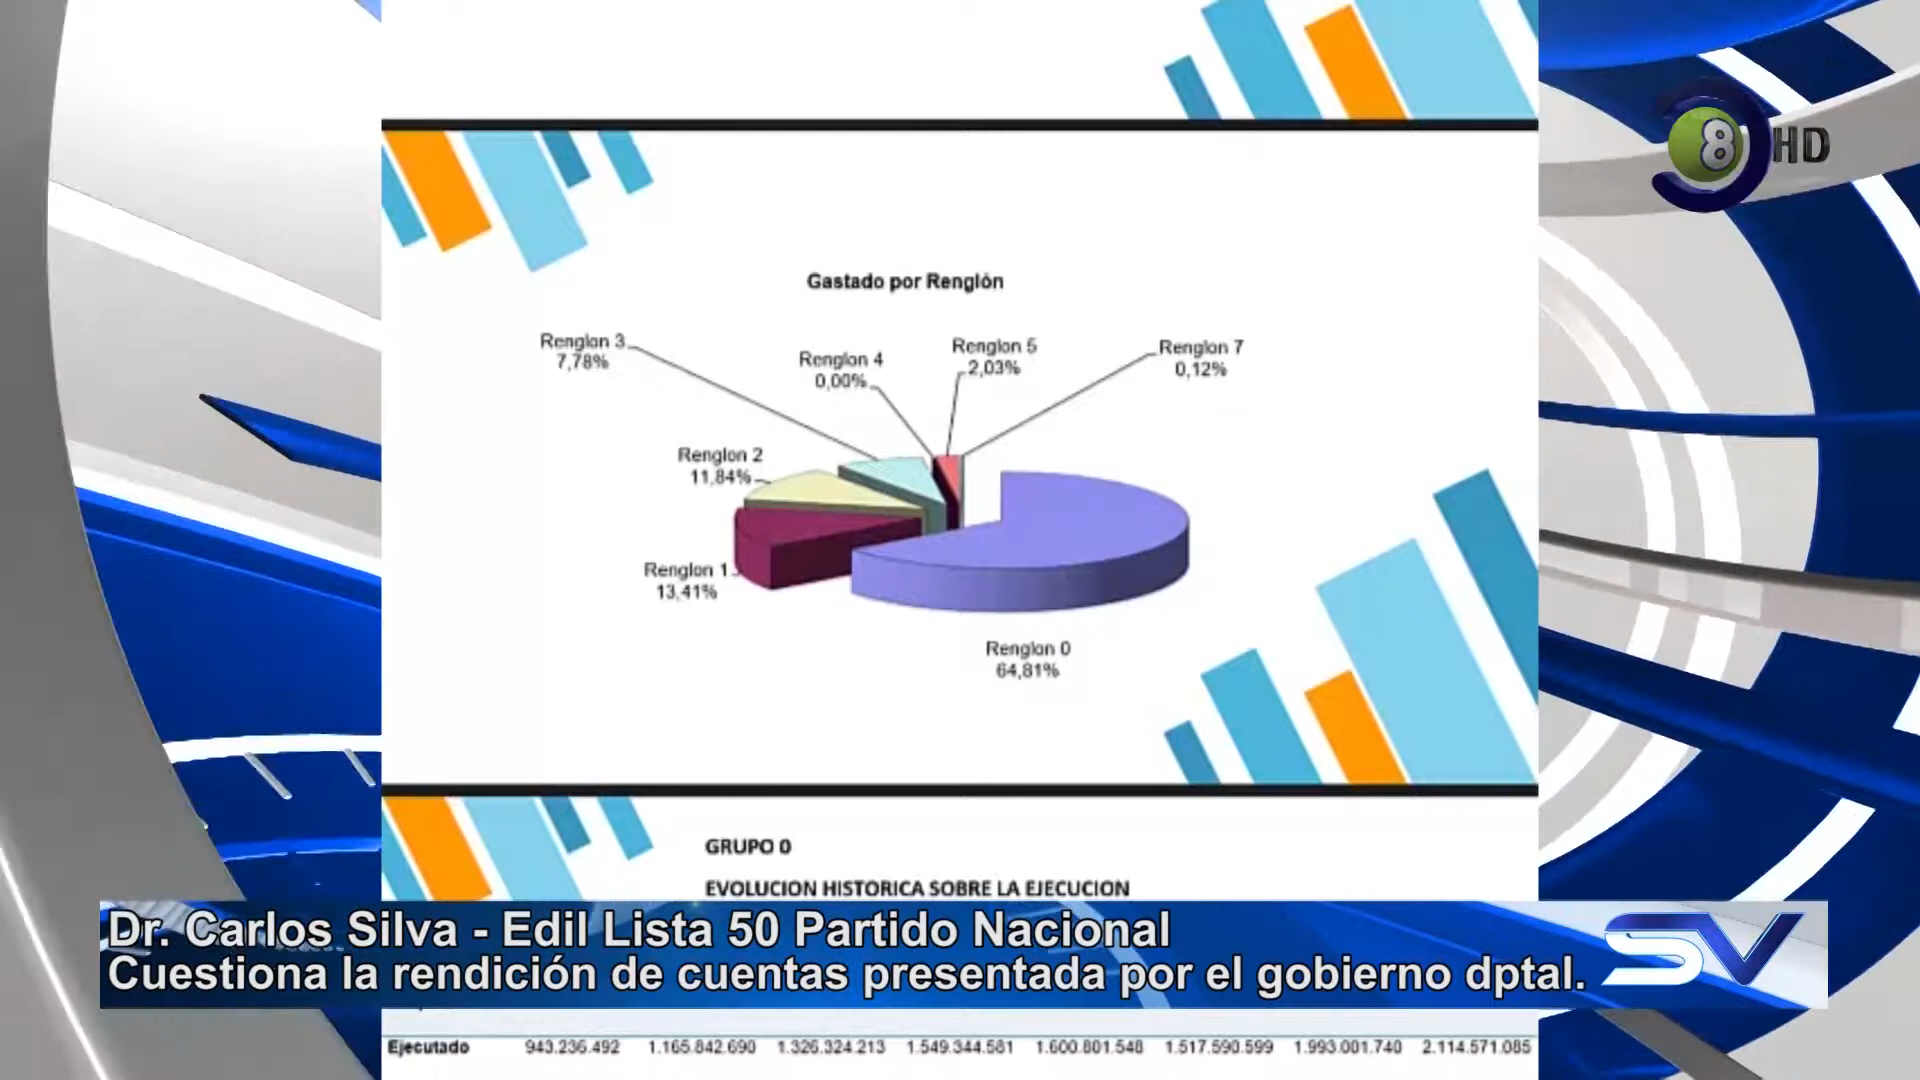 8 HD
Gastado por Renglón
Renglon 3
7,78%
Renglon 4
0,00%
Renglon 5
2,03%
Renglon 7
0,12%
Renglon 2
11,84%
Renglon 1
13,41%
Renglon 0
64,81%
GRUPO 0
EVOLUCION HISTORICA SOBRE LA EJECUCION
Dr. Carlos Silva - Edil Lista 50 Partido Nacional
Cuestiona la rendición de cuentas presentada por el gobierno dptal.
SV
Ejecutado 943.236.492 1.165.842.690 1.326.324.213 1.549.344.581 1.600.801.548 1.517.590.599 1.993.001.740 2.114.571.085